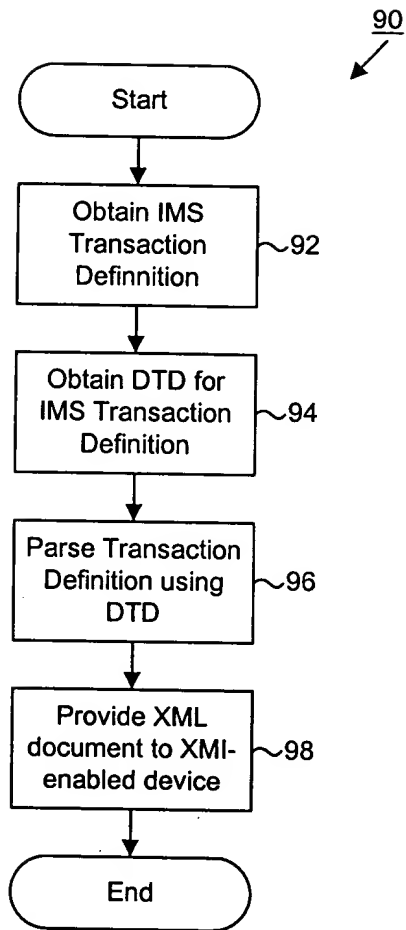 90
Start
Obtain IMS
Transaction
Definnition
92
Obtain DTD for
IMS Transaction
Definition
94
Parse Transaction
Definition using
DTD
96
Provide XML
document to XMI-
enabled device
98
End